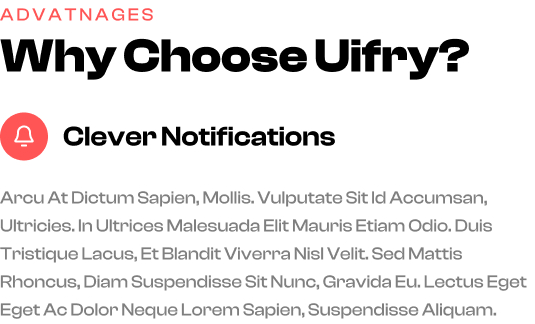 ADVATNAGES
Why Choose Uifry?
Clever Notifications
Arcu At Dictum Sapien, Mollis. Vulputate Sit Id Accumsan,
Ultricies. In Ultrices Malesuada Elit Mauris Etiam Odio. Duis
Tristique Lacus, Et Blandit Viverra Nisl Velit. Sed Mattis
Rhoncus, Diam Suspendisse Sit Nunc, Gravida Eu. Lectus Eget
Eget Ac Dolor Neque Lorem Sapien, Suspendisse Aliquam.